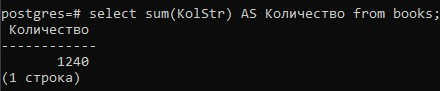 postgres=# select sum(KolStr) AS Количество from books;
 Количество
------------
       1240
(1 строка)